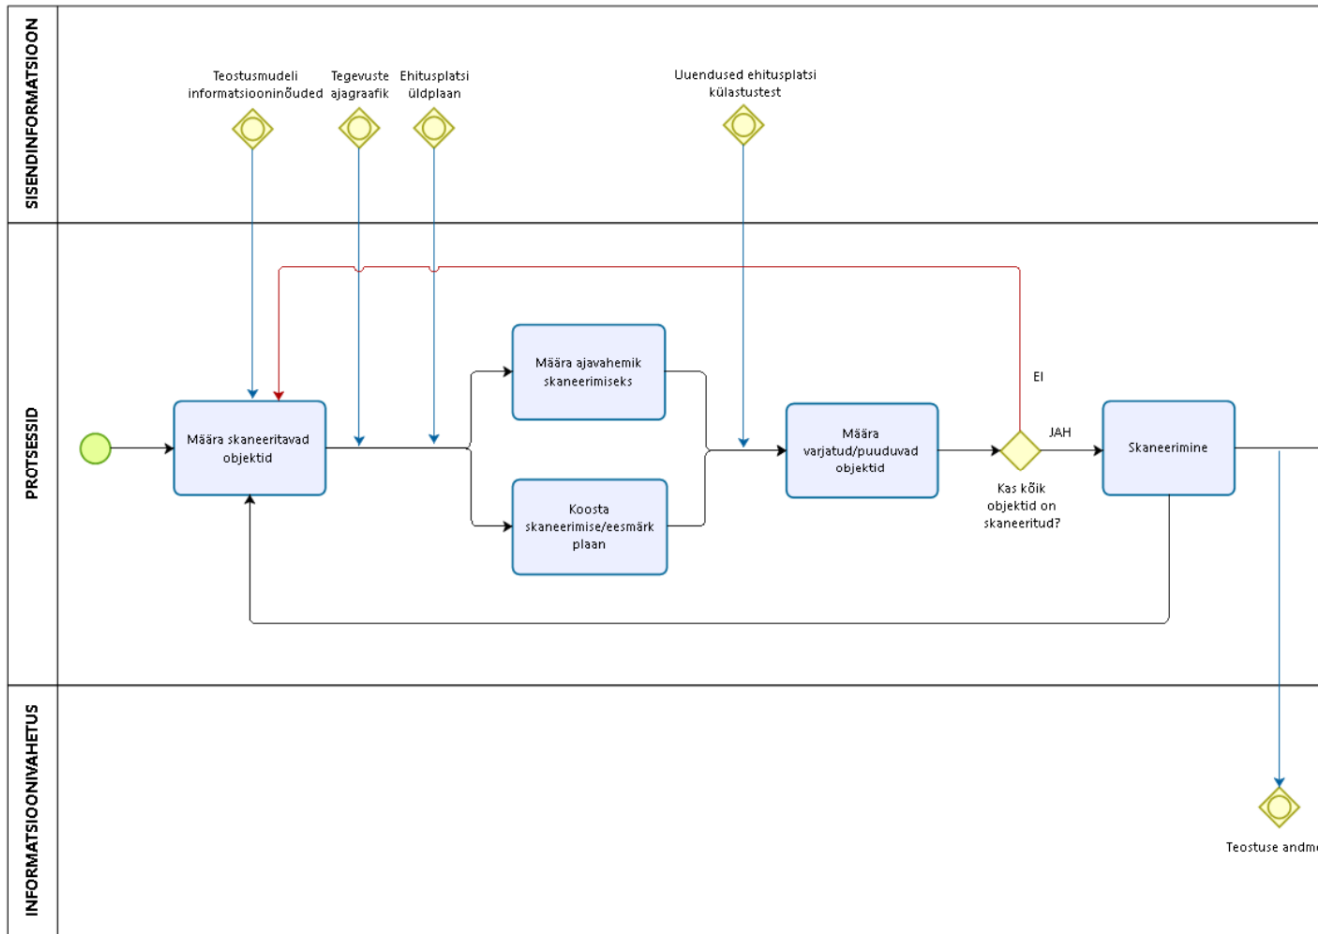 SISENDINFORMATSIOON
Teostusmudeli
informatsiooninõuded
Tegevuste
ajagraafik
Ehitusplatsi
üldplaan
Uuendused ehitusplatsi
külastustest
PROTSESSID
Määra skaneeritavad
objektid
Määra ajavahemik
skaneerimiseks
Koosta
skaneerimise/eesmärk
plaan
Määra
varjatud/puuduvad
objektid
EI
JAH
Kas kõik
objektid on
skaneeritud?
Skaneerimine
INFORMATSIOONIVAHETUS
Teostuse